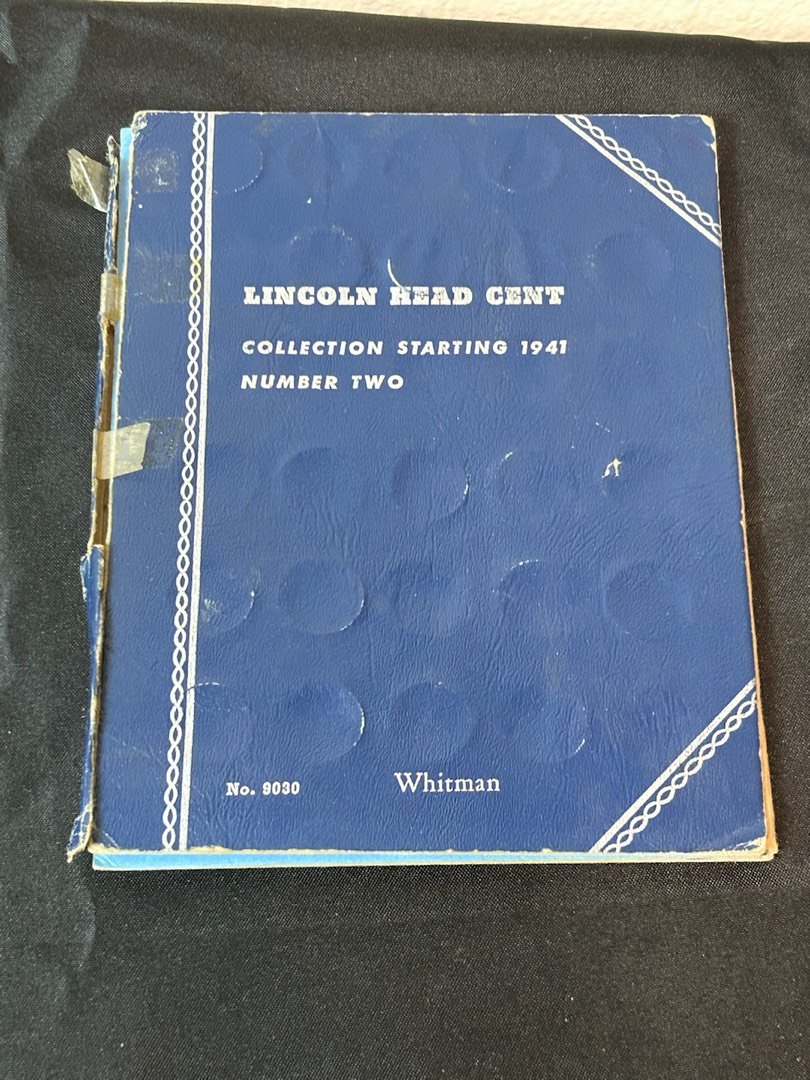 LINCOLN HEAD CENT
COLLECTION STARTING 1941
NUMBER TWO
No. 9030
Whitman